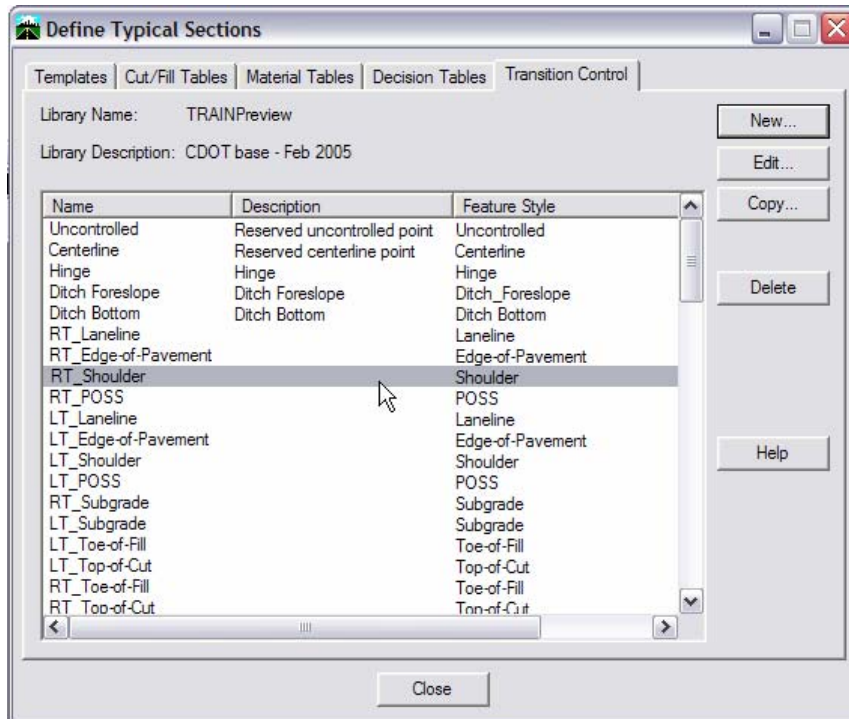 Define Typical Sections
Templates Cut/Fill Tables Material Tables Decision Tables Transition Control
Library Name: TRAINPreview
Library Description: CDOT base - Feb 2005
New...
Edit...
Copy...
Delete
Help
Name Description Feature Style
Uncontrolled Reserved uncontrolled point Uncontrolled
Centerline Reserved centerline point Centerline
Hinge Hinge Hinge
Ditch Foreslope Ditch Foreslope Ditch_Foreslope
Ditch Bottom Ditch Bottom Ditch Bottom
RT_Laneline Laneline
RT_Edge-of-Pavement Edge-of-Pavement
RT_Shoulder Shoulder
RT_POSS POSS
LT_Laneline Laneline
LT_Edge-of-Pavement Edge-of-Pavement
LT_Shoulder Shoulder
LT_POSS POSS
RT_Subgrade Subgrade
LT_Subgrade Subgrade
LT_Toe-of-Fill Toe-of-Fill
LT_Top-of-Cut Top-of-Cut
RT_Toe-of-Fill Toe-of-Fill
RT_Top-of-Cut Top-of-Cut
Close